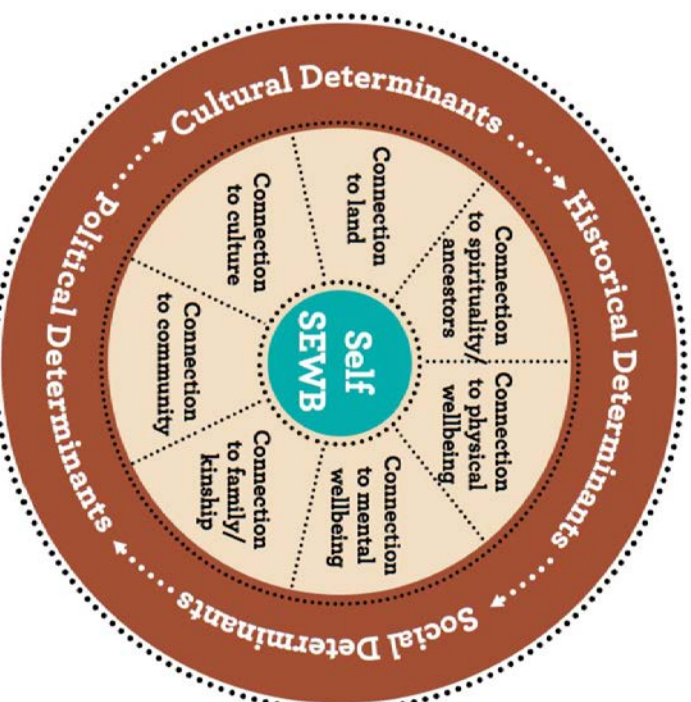 Cultural Determinants
Historical Determinants
Social Determinants
Political Determinants
Connection
to spirituality/
ancestors
Connection
to physical
wellbeing
Connection
to mental
wellbeing
Connection
to family/
kinship
Connection
to community
Connection
to culture
Connection
to land
Self
SEWB